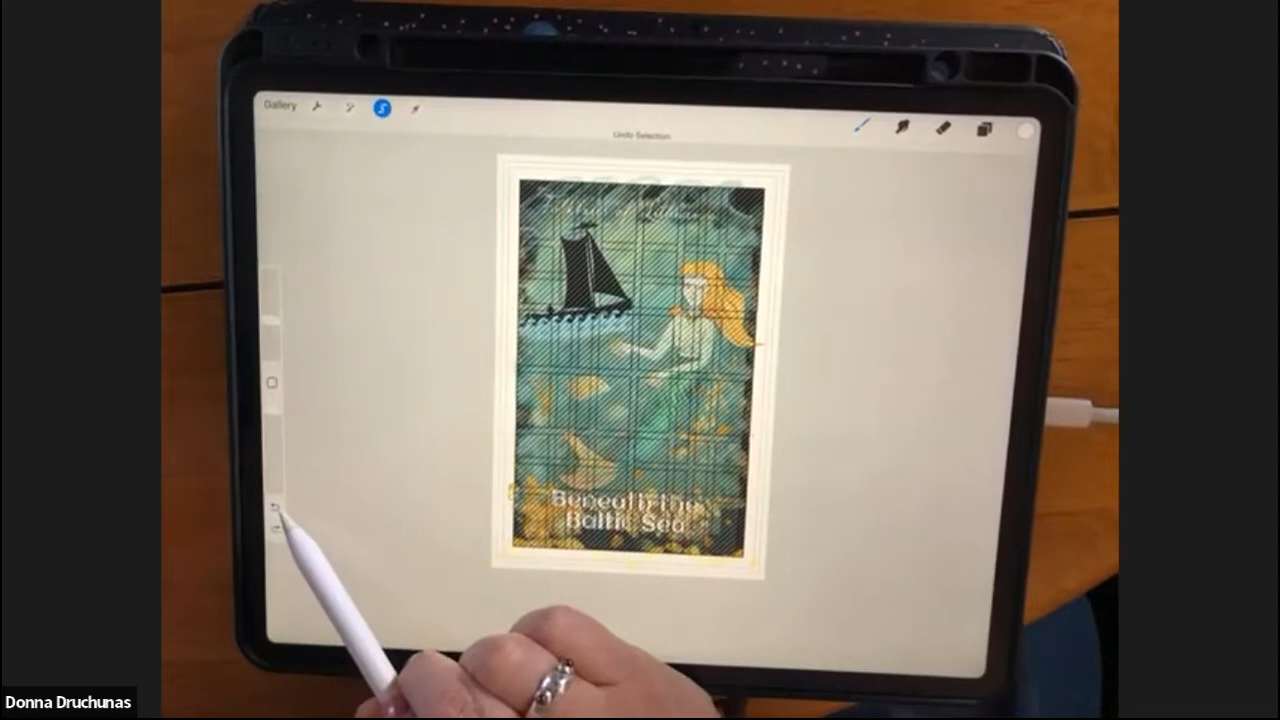 Gallery
Undo Selection
Beneath the
Baltic Sea
Donna Druchunas